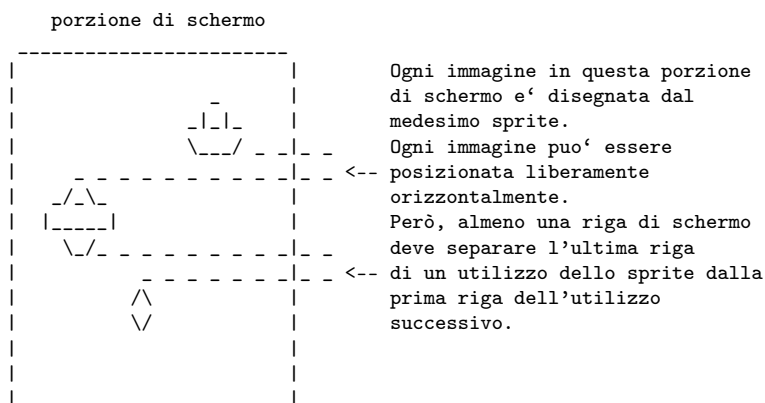 porzione di schermo
Ogni immagine in questa porzione
di schermo e‘ disegnata dal
medesimo sprite.
Ogni immagine puo‘ essere
<-- posizionata liberamente
orizzontalmente.
Però, almeno una riga di schermo
deve separare l'ultima riga
<-- di un utilizzo dello sprite dalla
prima riga dell'utilizzo
successivo.